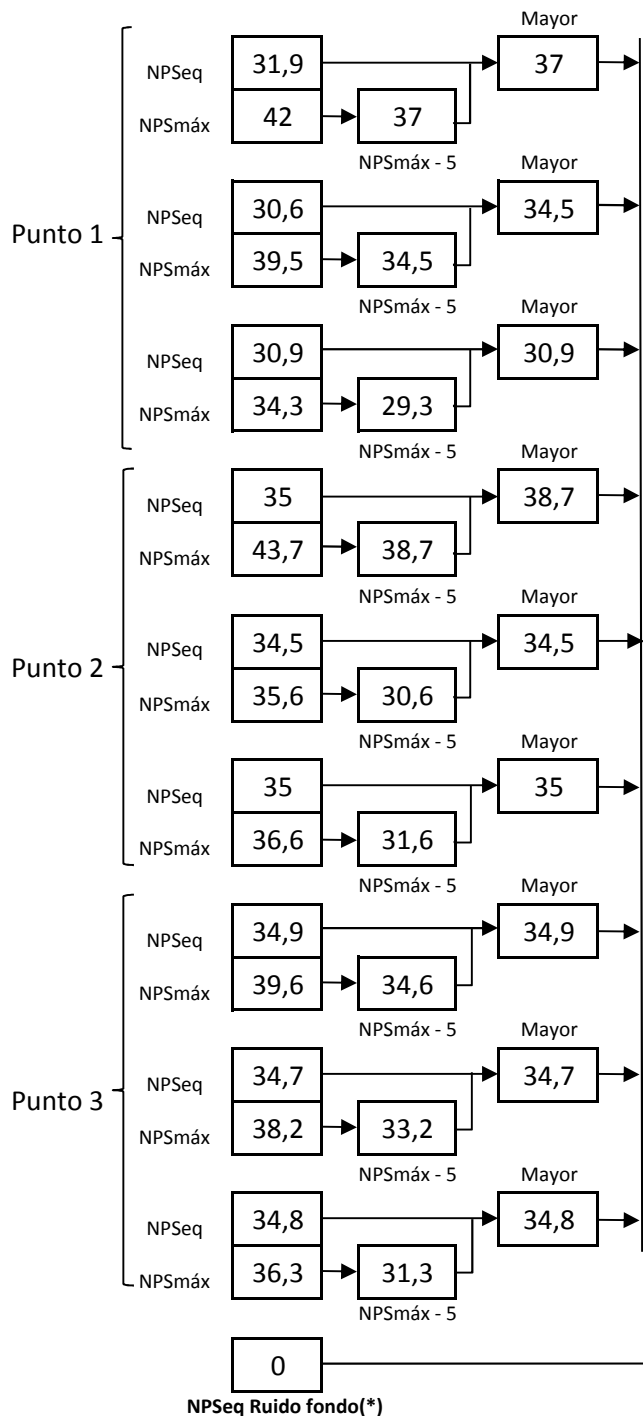 Mayor
NPSeq 31,9 37
NPSmáx 42 37
NPSmáx - 5
Mayor
NPSeq 30,6 34,5
Punto 1
NPSmáx 39,5 34,5
NPSmáx - 5
Mayor
NPSeq 30,9 30,9
NPSmáx 34,3 29,3
NPSmáx - 5
Mayor
NPSeq 35 38,7
NPSmáx 43,7 38,7
NPSmáx - 5
Mayor
NPSeq 34,5 34,5
Punto 2
NPSmáx 35,6 30,6
NPSmáx - 5
Mayor
NPSeq 35 35
NPSmáx 36,6 31,6
NPSmáx - 5
Mayor
NPSeq 34,9 34,9
NPSmáx 39,6 34,6
NPSmáx - 5
Mayor
NPSeq 34,7 34,7
Punto 3
NPSmáx 38,2 33,2
NPSmáx - 5
Mayor
NPSeq 34,8 34,8
NPSmáx 36,3 31,3
NPSmáx - 5
0
NPSeq Ruido fondo(*)